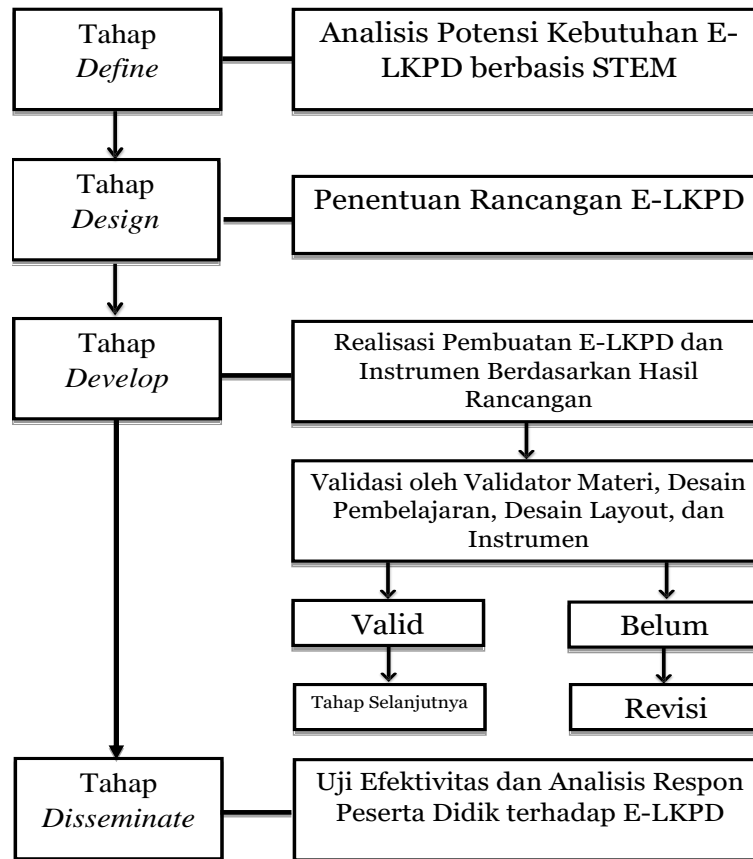 Tahap
Define
Analisis Potensi Kebutuhan E-
LKPD berbasis STEM
Tahap
Design
Penentuan Rancangan E-LKPD
Tahap
Develop
Realisasi Pembuatan E-LKPD dan
Instrumen Berdasarkan Hasil
Rancangan
Validasi oleh Validator Materi, Desain
Pembelajaran, Desain Layout, dan
Instrumen
Valid
Belum
Tahap Selanjutnya
Revisi
Tahap
Disseminate
Uji Efektivitas dan Analisis Respon
Peserta Didik terhadap E-LKPD